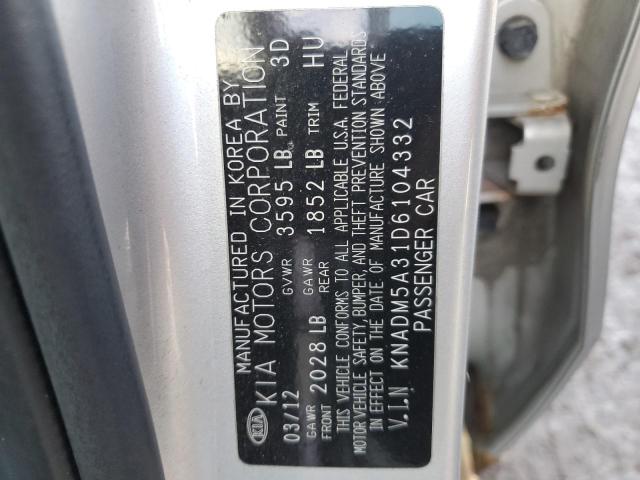 MANUFACTURED IN KOREA BY
KIA KIA MOTORS CORPORATION
03/12 GVWR 3595 LB PAINT 3D
GAWR FRONT 2028 LB GAWR REAR 1852 LB TRIM HU
THIS VEHICLE CONFORMS TO ALL APPLICABLE U.S.A. FEDERAL
MOTOR VEHICLE SAFETY, BUMPER, AND THEFT PREVENTION STANDARDS
IN EFFECT ON THE DATE OF MANUFACTURE SHOWN ABOVE
V.I.N KNADM5A31D6104332
PASSENGER CAR